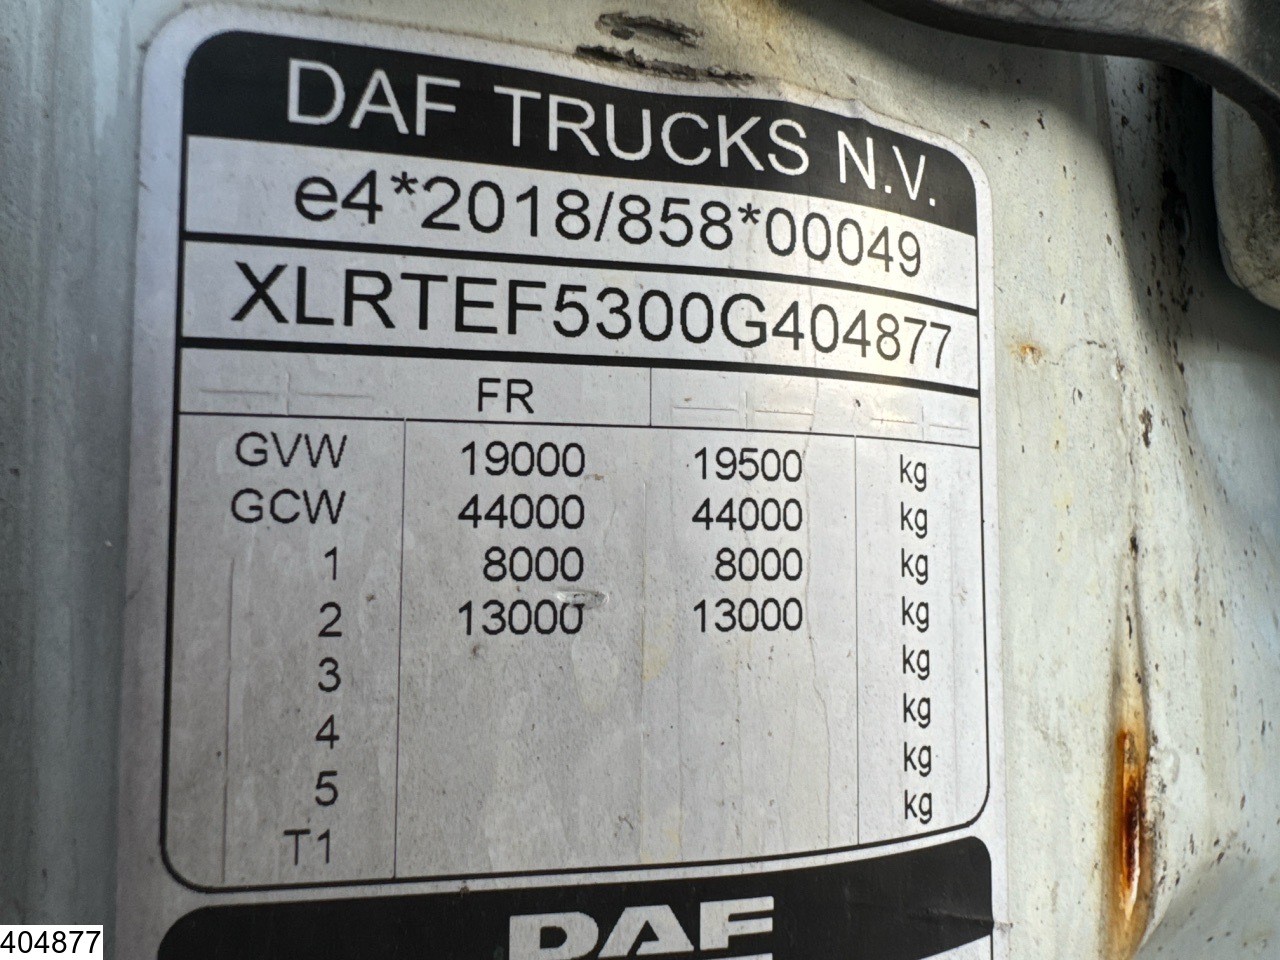 DAF TRUCKS N.V.
e4*2018/858*00049
XLRTEF5300G404877
FR
GVW 19000 19500 kg
GCW 44000 44000 kg
1 8000 8000 kg
2 13000 13000 kg
3 kg
4 kg
5 kg
T1 kg
DAF
404877